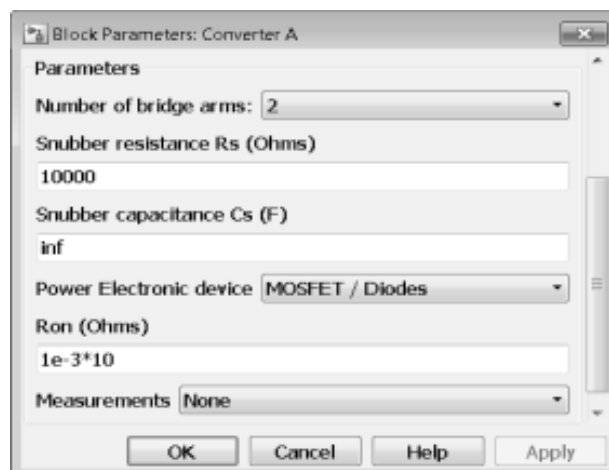 Block Parameters: Converter A
Parameters
Number of bridge arms: 2
Snubber resistance Rs (Ohms)
10000
Snubber capacitance Cs (F)
inf
Power Electronic device MOSFET / Diodes
Ron (Ohms)
1e-3*10
Measurements None
OK Cancel Help Apply